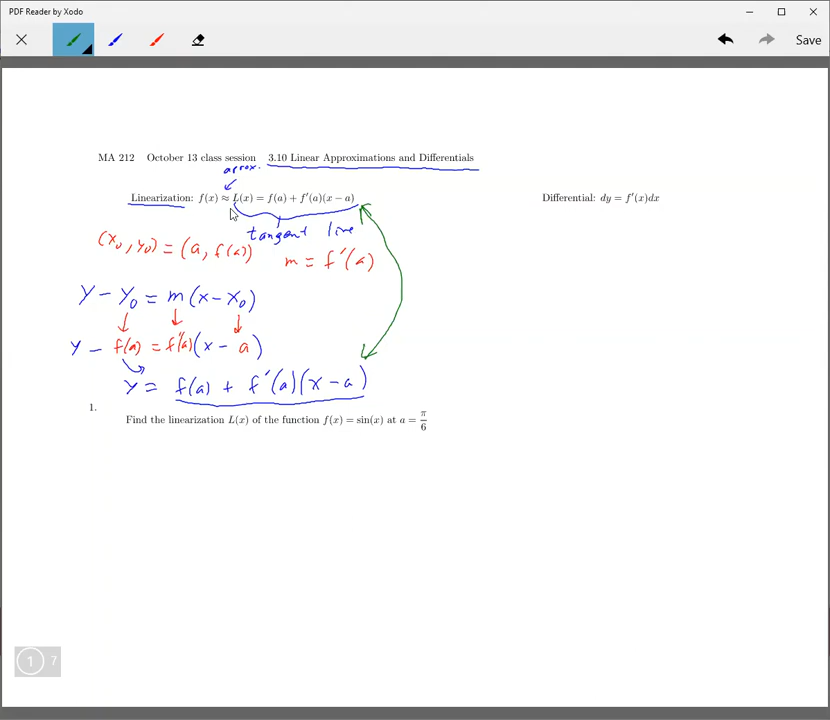 PDF Reader by Xodo
Save
MA 212 October 13 class session 3.10 Linear Approximations and Differentials
arrox.
Linearization: f(x) ≈ L(x) = f(a) + f′(a)(x − a) Differential: dy = f′(x)dx
tangent line
(x₀, y₀) = (a, f(a)) m = f′(a)
y − y₀ = m(x − x₀)
y − f(a) = f′(a)(x − a)
y = f(a) + f′(a)(x − a)
1.
Find the linearization L(x) of the function f(x) = sin(x) at a = π/6
1 7